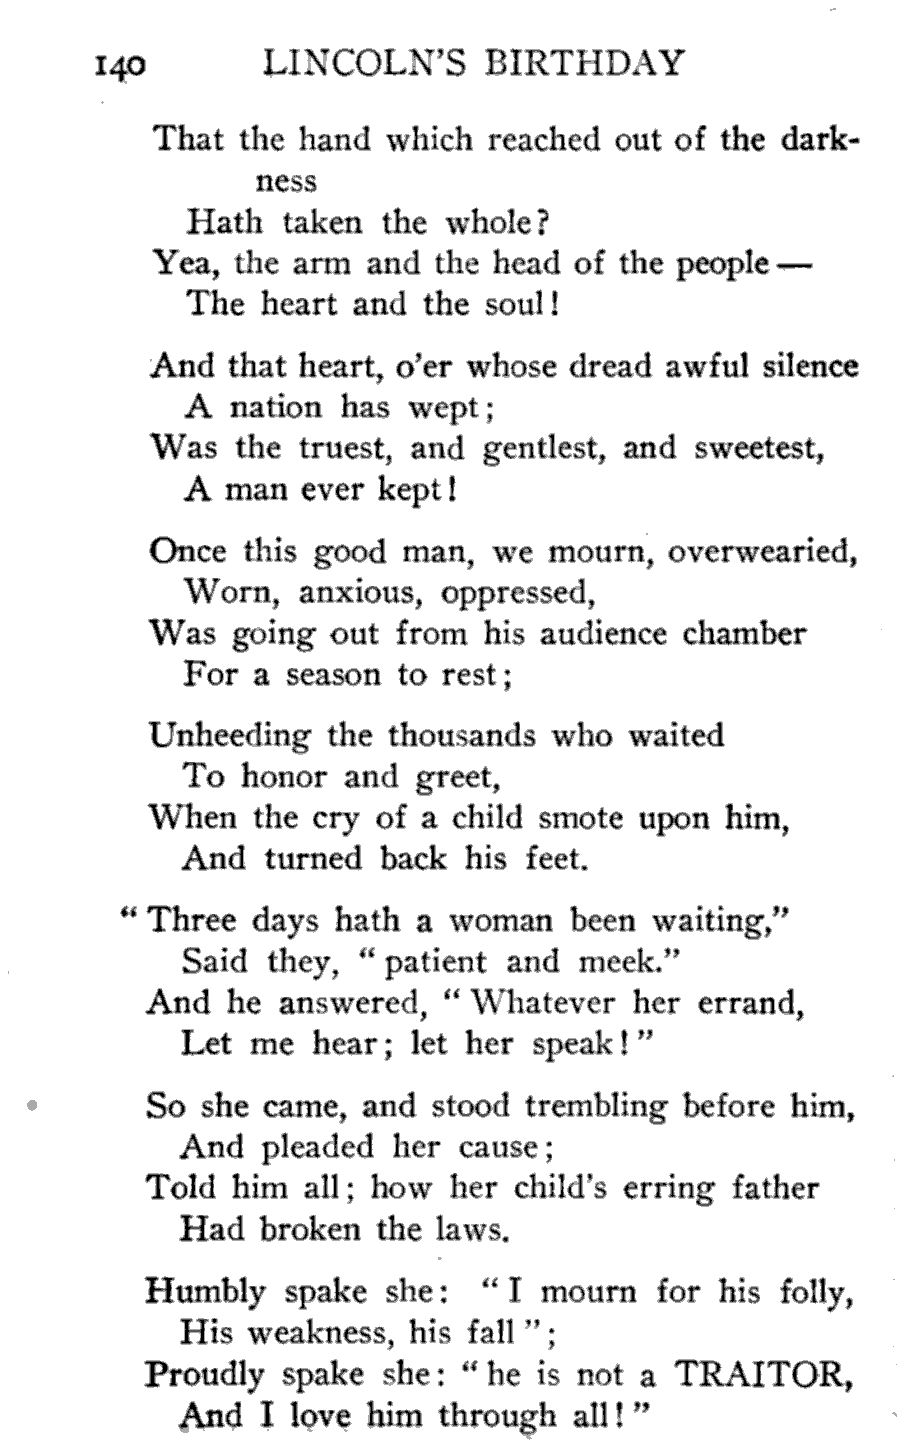 140 LINCOLN'S BIRTHDAY
That the hand which reached out of the dark-
ness
Hath taken the whole?
Yea, the arm and the head of the people —
The heart and the soul!
And that heart, o'er whose dread awful silence
A nation has wept;
Was the truest, and gentlest, and sweetest,
A man ever kept!
Once this good man, we mourn, overwearied,
Worn, anxious, oppressed,
Was going out from his audience chamber
For a season to rest;
Unheeding the thousands who waited
To honor and greet,
When the cry of a child smote upon him,
And turned back his feet.
“Three days hath a woman been waiting,”
Said they, “patient and meek.”
And he answered, “Whatever her errand,
Let me hear; let her speak!”
So she came, and stood trembling before him,
And pleaded her cause;
Told him all; how her child's erring father
Had broken the laws.
Humbly spake she: “I mourn for his folly,
His weakness, his fall”;
Proudly spake she: “he is not a TRAITOR,
And I love him through all!”